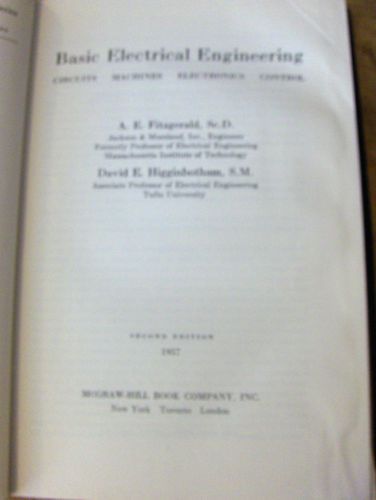 Basic Electrical Engineering
CIRCUITS MACHINES ELECTRONICS CONTROL
A. E. Fitzgerald, Sc.D.
Jackson & Moreland, Inc., Engineers
Formerly Professor of Electrical Engineering
Massachusetts Institute of Technology
David E. Higginbotham, S.M.
Associate Professor of Electrical Engineering
Tufts University
SECOND EDITION
1957
McGRAW-HILL BOOK COMPANY, INC.
New York Toronto London